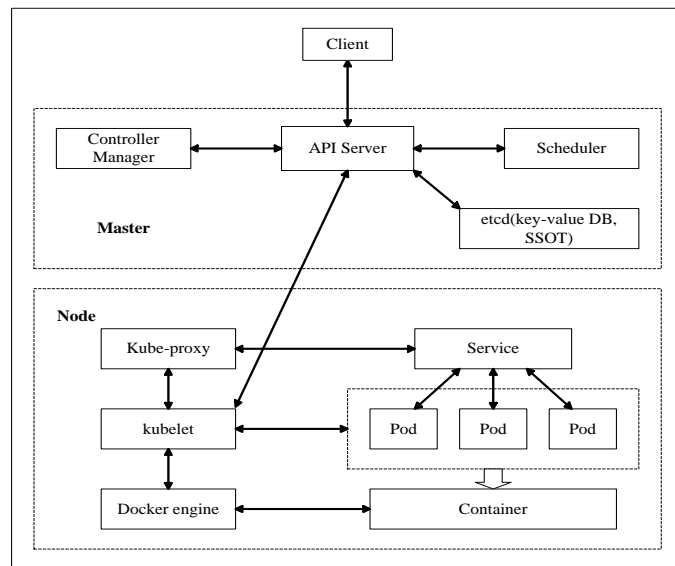 Client
Controller
Manager
API Server
Scheduler
etcd(key-value DB,
SSOT)
Master
Node
Kube-proxy
Service
kubelet
Pod
Pod
Pod
Docker engine
Container